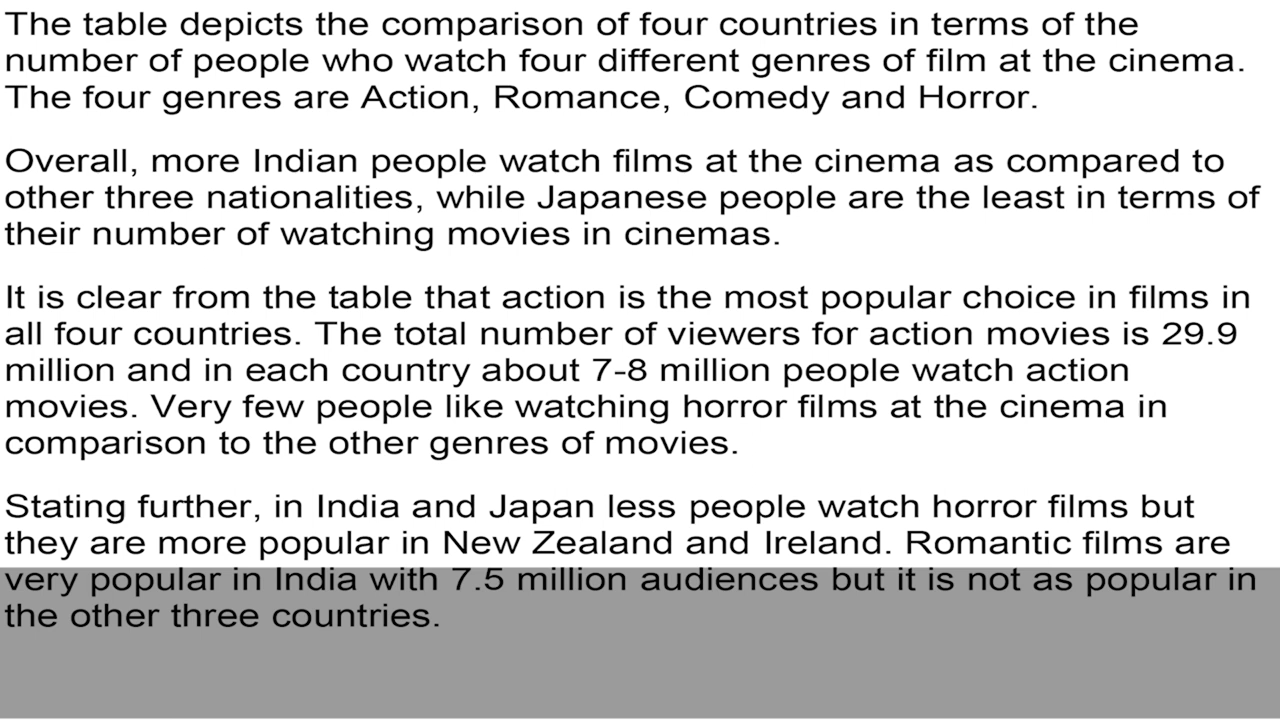 The table depicts the comparison of four countries in terms of the
number of people who watch four different genres of film at the cinema.
The four genres are Action, Romance, Comedy and Horror.
Overall, more Indian people watch films at the cinema as compared to
other three nationalities, while Japanese people are the least in terms of
their number of watching movies in cinemas.
It is clear from the table that action is the most popular choice in films in
all four countries. The total number of viewers for action movies is 29.9
million and in each country about 7-8 million people watch action
movies. Very few people like watching horror films at the cinema in
comparison to the other genres of movies.
Stating further, in India and Japan less people watch horror films but
they are more popular in New Zealand and Ireland. Romantic films are
very popular in India with 7.5 million audiences but it is not as popular in
the other three countries.